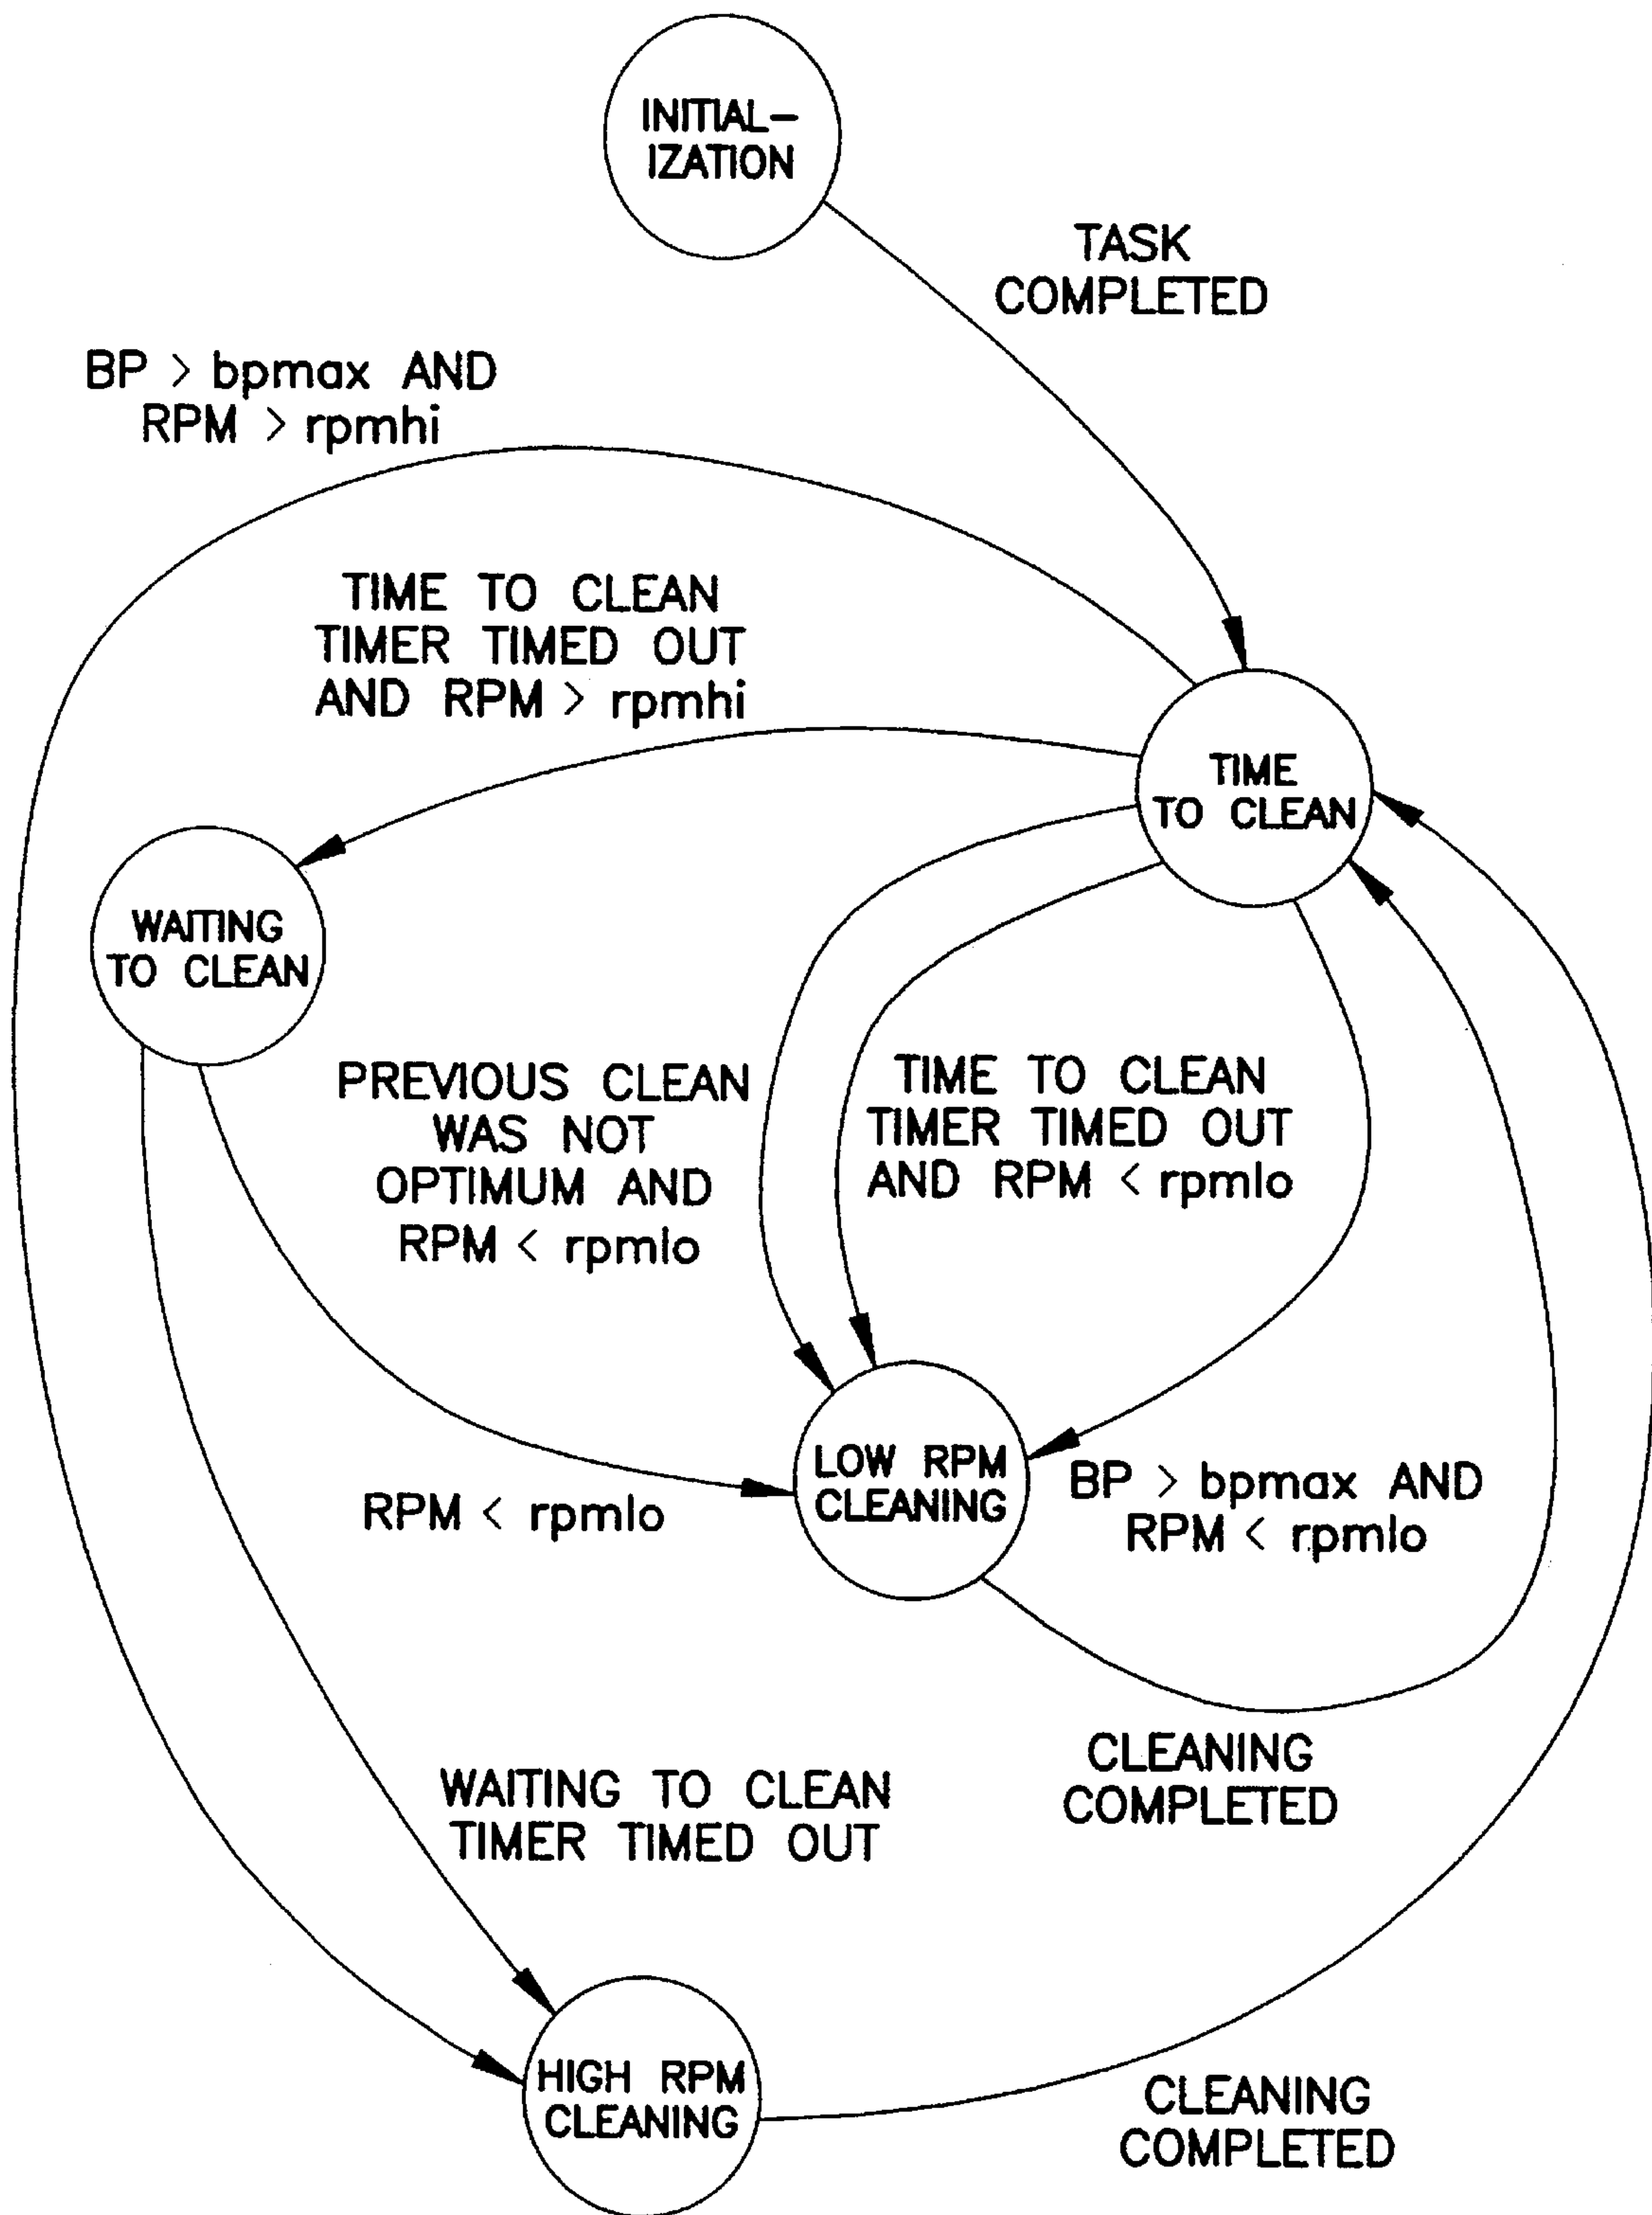 INITIAL-
IZATION
TASK
COMPLETED
BP > bpmax AND
RPM > rpmhi
TIME TO CLEAN
TIMER TIMED OUT
AND RPM > rpmhi
TIME
TO CLEAN
WAITING
TO CLEAN
PREVIOUS CLEAN
WAS NOT
OPTIMUM AND
RPM < rpmlo
TIME TO CLEAN
TIMER TIMED OUT
AND RPM < rpmlo
LOW RPM
CLEANING
BP > bpmax AND
RPM < rpmlo
RPM < rpmlo
CLEANING
COMPLETED
WAITING TO CLEAN
TIMER TIMED OUT
HIGH RPM
CLEANING
CLEANING
COMPLETED